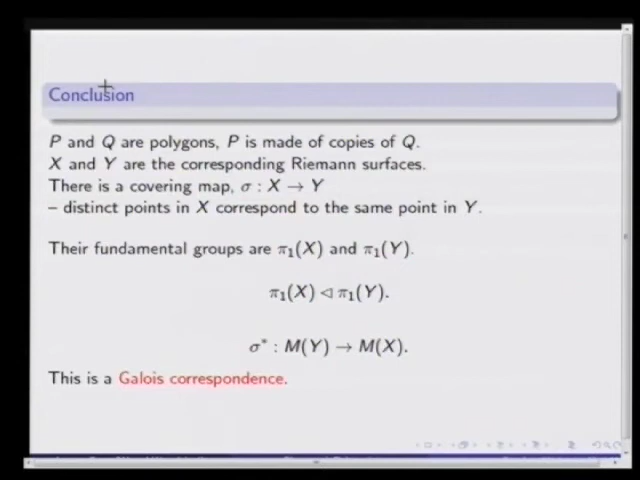 Conclusion
P and Q are polygons, P is made of copies of Q.
X and Y are the corresponding Riemann surfaces.
There is a covering map, σ : X → Y
– distinct points in X correspond to the same point in Y.
Their fundamental groups are π₁(X) and π₁(Y).
π₁(X) ◁ π₁(Y).
σ* : M(Y) → M(X).
This is a Galois correspondence.